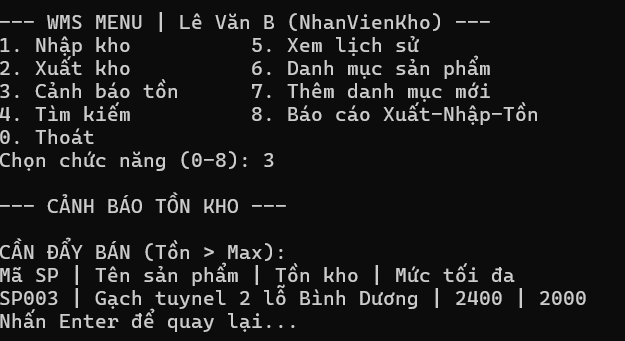 --- WMS MENU | Lê Văn B (NhanVienKho) ---
1. Nhập kho          5. Xem lịch sử
2. Xuất kho          6. Danh mục sản phẩm
3. Cảnh báo tồn      7. Thêm danh mục mới
4. Tìm kiếm          8. Báo cáo Xuất-Nhập-Tồn
0. Thoát
Chọn chức năng (0-8): 3
--- CẢNH BÁO TỒN KHO ---
CẦN ĐẨY BÁN (Tồn > Max):
Mã SP | Tên sản phẩm | Tồn kho | Mức tối đa
SP003 | Gạch tuynel 2 lỗ Bình Dương | 2400 | 2000
Nhấn Enter để quay lại...